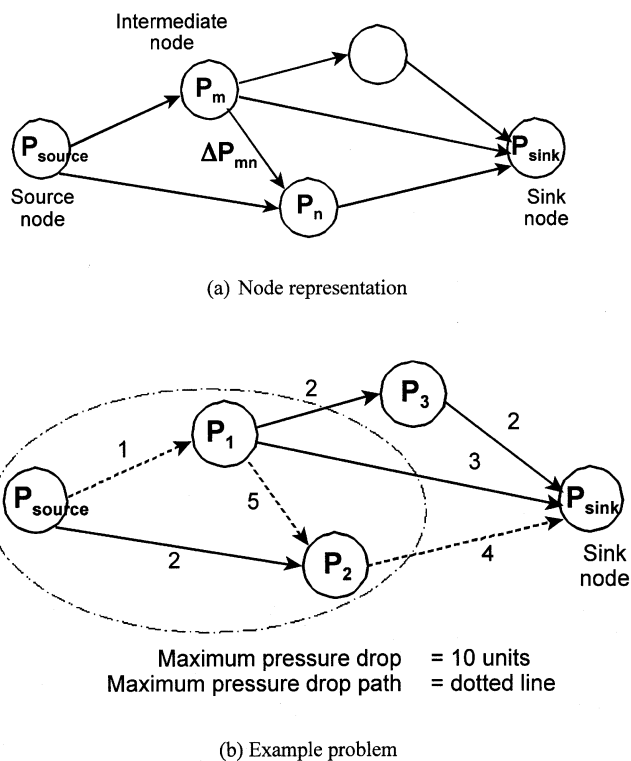 Intermediate
node
Pm
Psource
ΔPmn
Psink
Source
node
Pn
Sink
node
(a) Node representation
2
P3
P1
2
1
3
Psource
5
Psink
2
P2
4
Sink
node
Maximum pressure drop = 10 units
Maximum pressure drop path = dotted line
(b) Example problem